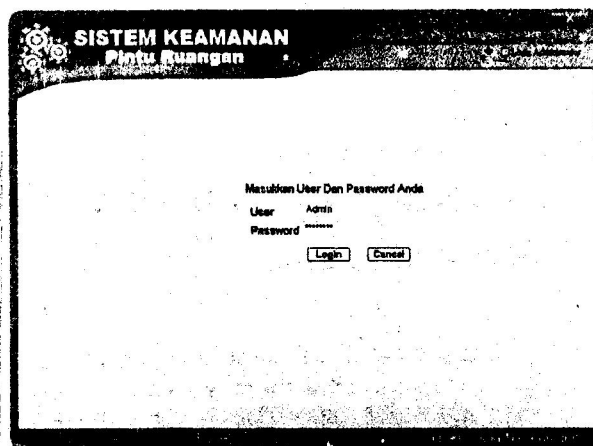 SISTEM KEAMANAN
Pintu Ruangan
Masukkan User Dan Password Anda
User Admin
Password ********
Login Cancel